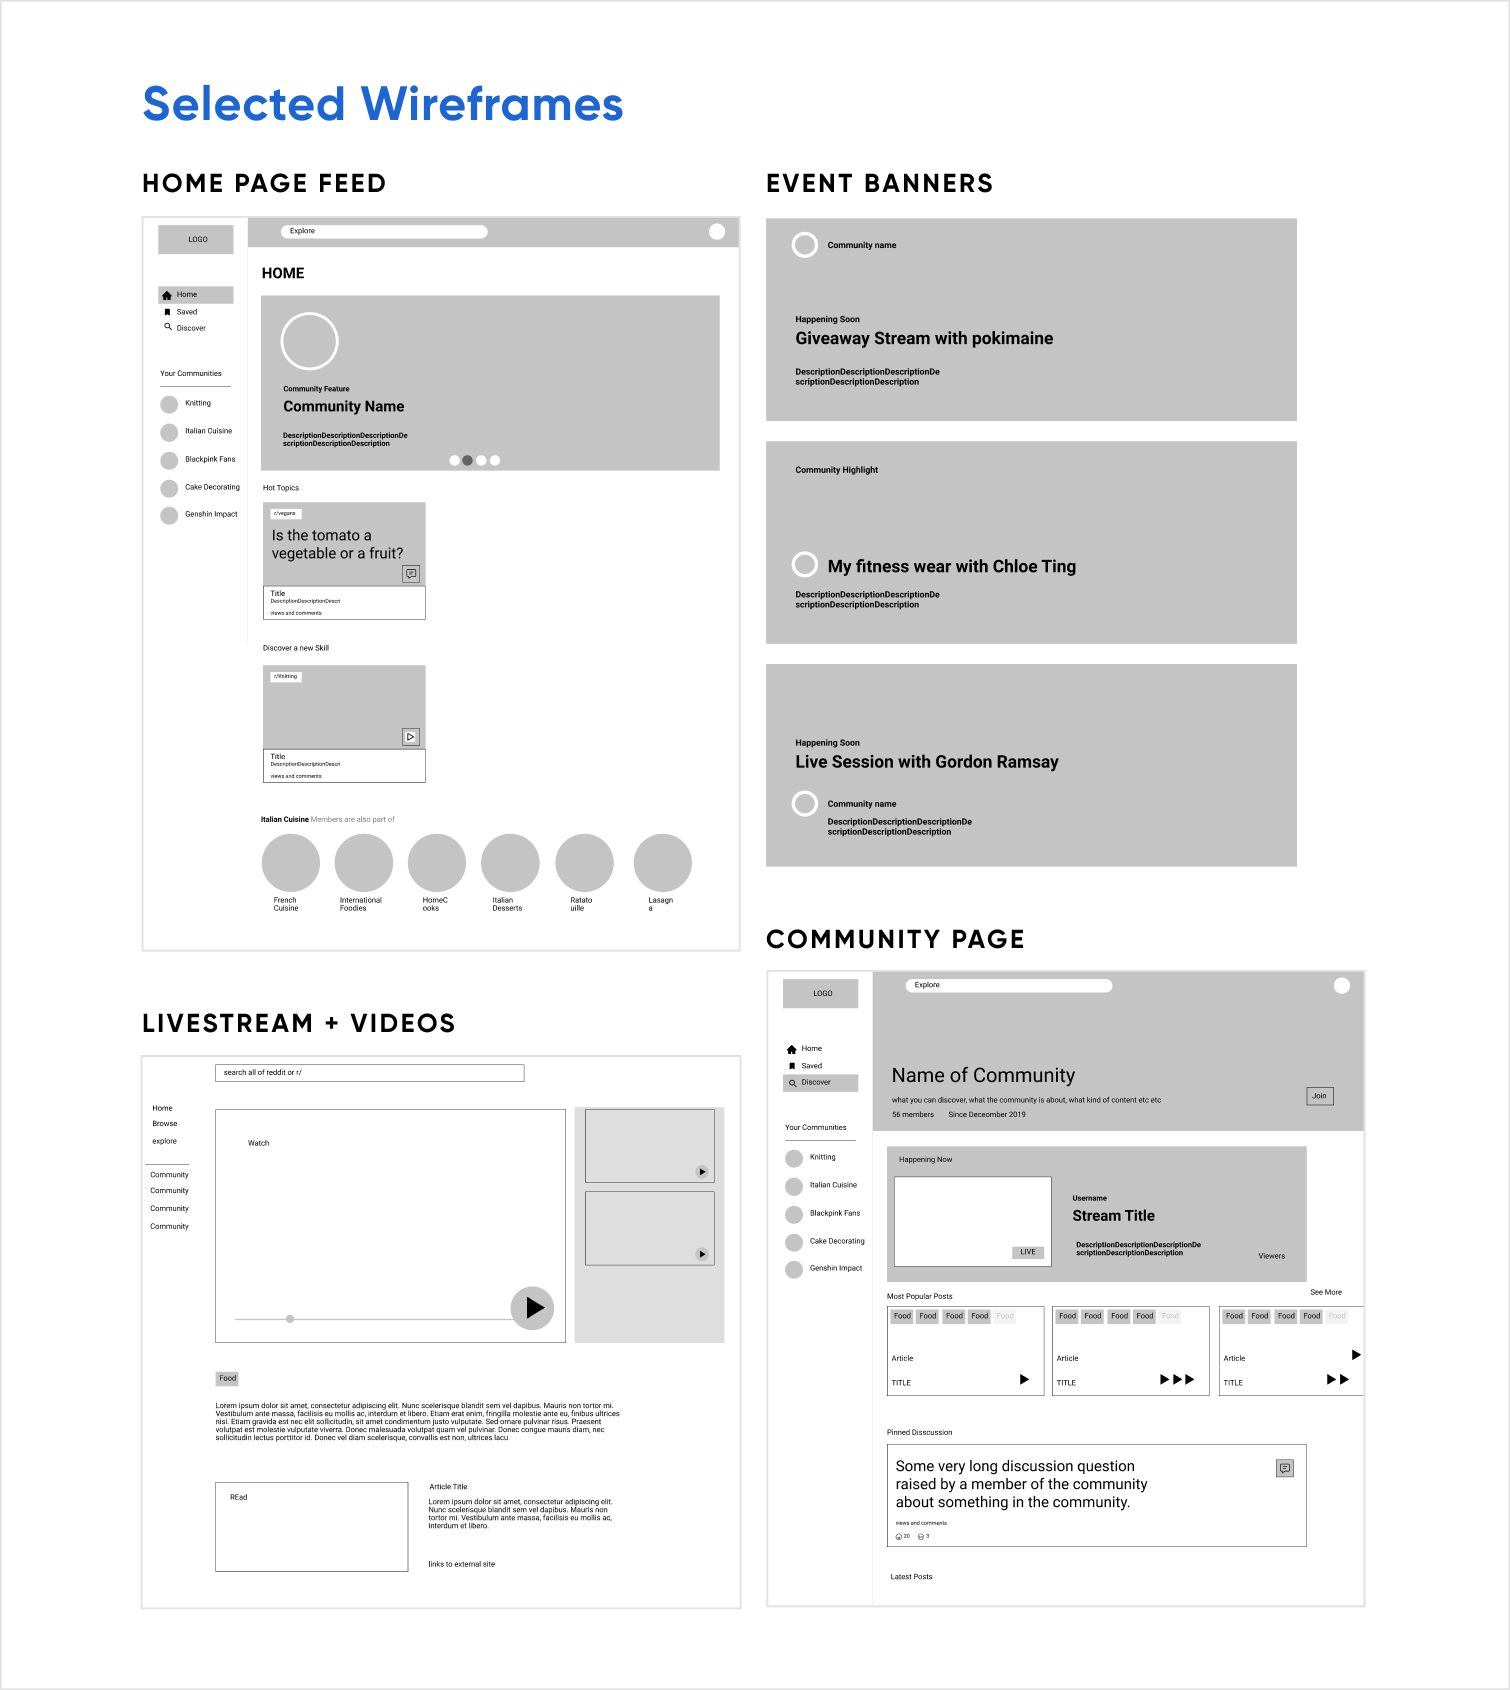 Selected Wireframes
HOME PAGE FEED
LOGO
Explore
HOME
Home
Saved
Discover
Your Communities
Knitting
Italian Cuisine
Blackpink Fans
Cake Decorating
Genshin Impact
Community Feature
Community Name
DescriptionDescriptionDescriptionDe
scriptionDescriptionDescription
Hot Topics
r/vegans
Is the tomato a
vegetable or a fruit?
Title
DescriptionDescriptionDescri
views and comments
Discover a new Skill
r/Knitting
Title
DescriptionDescriptionDescri
views and comments
Italian Cuisine Members are also part of
French
Cuisine
International
Foodies
HomeC
ooks
Italian
Desserts
Ratato
uille
Lasagn
a
EVENT BANNERS
Community name
Happening Soon
Giveaway Stream with pokimaine
DescriptionDescriptionDescriptionDe
scriptionDescriptionDescription
Community Highlight
My fitness wear with Chloe Ting
DescriptionDescriptionDescriptionDe
scriptionDescriptionDescription
Happening Soon
Live Session with Gordon Ramsay
Community name
DescriptionDescriptionDescriptionDe
scriptionDescriptionDescription
LIVESTREAM + VIDEOS
search all of reddit or r/
Home
Browse
explore
Community
Community
Community
Community
Watch
Food
Lorem ipsum dolor sit amet, consectetur adipiscing elit. Nunc scelerisque blandit sem vel dapibus. Mauris non tortor mi.
Vestibulum ante massa, facilisis eu mollis ac, interdum et libero. Etiam erat enim, fringilla molestie ante eu, finibus ultrices
nisi. Etiam gravida est nec elit sollicitudin, sit amet condimentum justo vulputate. Sed ornare pulvinar risus. Praesent
volutpat est molestie vulputate viverra. Donec malesuada volutpat quam vel pulvinar. Donec congue mauris diam, nec
sollicitudin lectus porttitor id. Donec vel diam scelerisque, convallis est non, ultrices lacu
REad
Article Title
Lorem ipsum dolor sit amet, consectetur adipiscing elit.
Nunc scelerisque blandit sem vel dapibus. Mauris non
tortor mi. Vestibulum ante massa, facilisis eu mollis ac,
interdum et libero.
links to external site
COMMUNITY PAGE
LOGO
Explore
Home
Saved
Discover
Your Communities
Knitting
Italian Cuisine
Blackpink Fans
Cake Decorating
Genshin Impact
Name of Community
what you can discover, what the community is about, what kind of content etc etc
56 members Since Deceomber 2019
Join
Happening Now
LIVE
Username
Stream Title
DescriptionDescriptionDescriptionDe
scriptionDescriptionDescription
Viewers
Most Popular Posts
See More
Food Food Food Food Food
Article
TITLE
Food Food Food Food Food
Article
TITLE
Food Food Food Food Food
Article
TITLE
Pinned Disscussion
Some very long discussion question
raised by a member of the community
about something in the community.
views and comments
20 3
Latest Posts